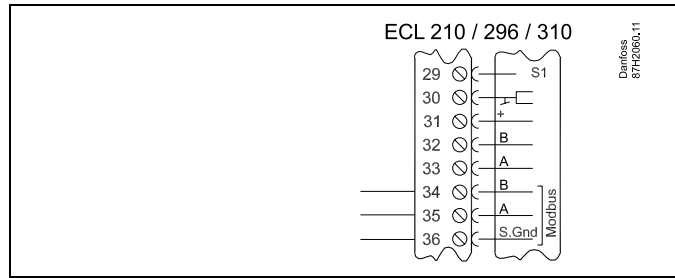 ECL 210 / 296 / 310
Danfoss
87H2060.11
29 S1
30
31 +
32 B
33 A
34 B
35 A
36 S.Gnd
Modbus